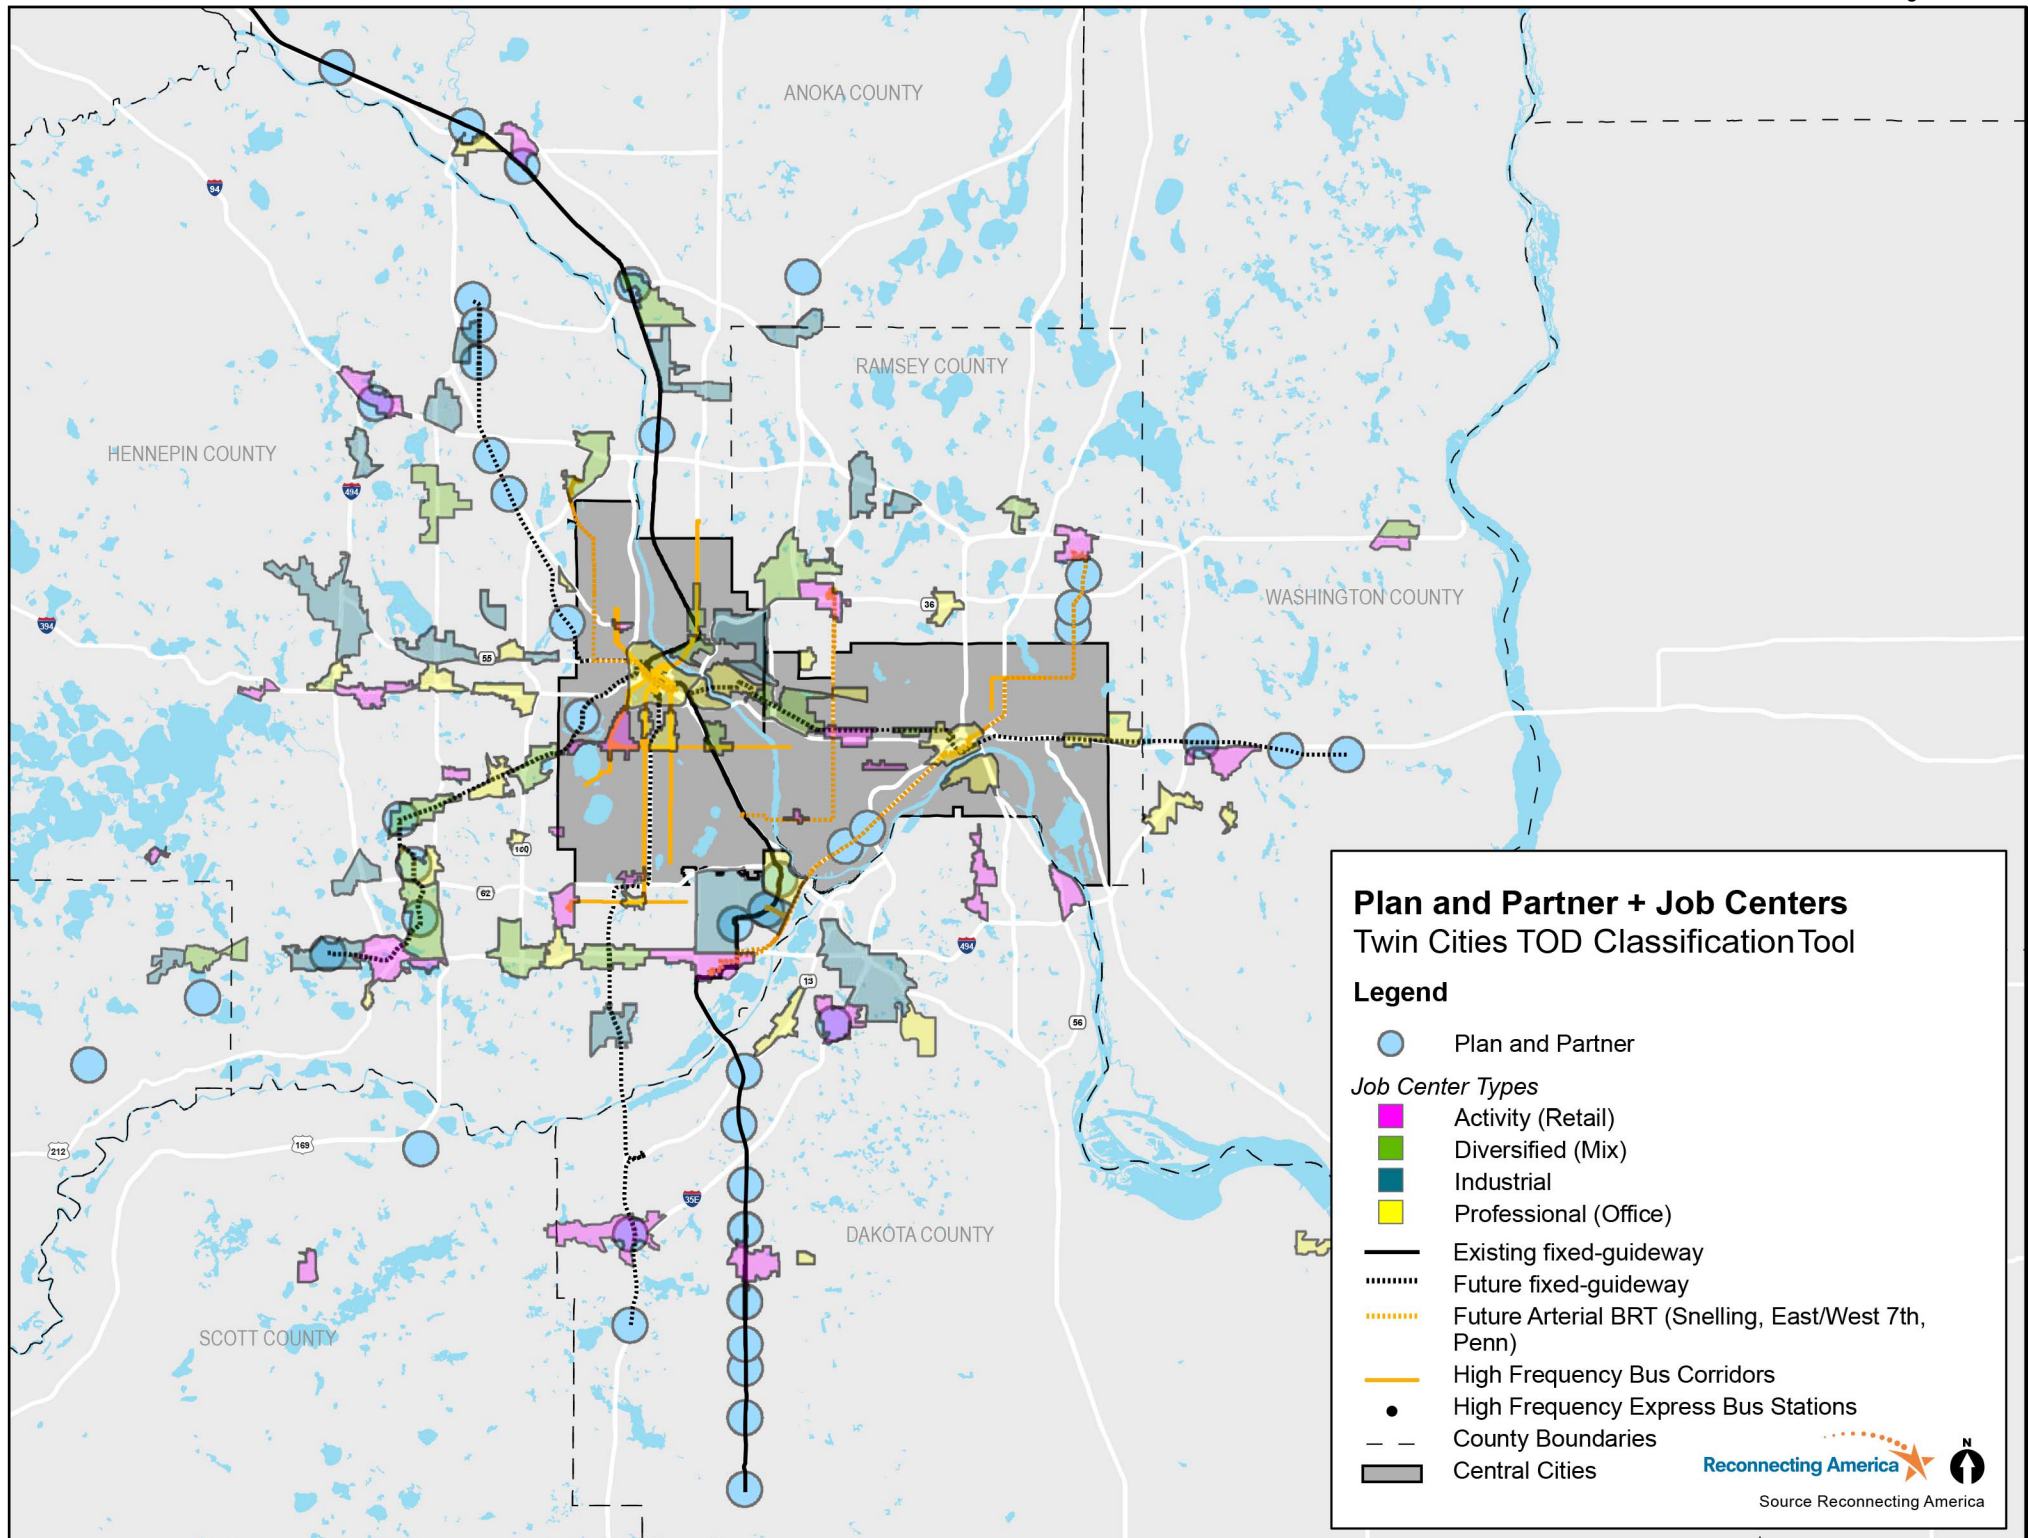 ANOKA COUNTY
94
RAMSEY COUNTY
HENNEPIN COUNTY
494
36
WASHINGTON COUNTY
394
55
100
62
494
13
56
212
169
35E
DAKOTA COUNTY
SCOTT COUNTY
Plan and Partner + Job Centers
Twin Cities TOD Classification Tool
Legend
Plan and Partner
Job Center Types
Activity (Retail)
Diversified (Mix)
Industrial
Professional (Office)
Existing fixed-guideway
Future fixed-guideway
Future Arterial BRT (Snelling, East/West 7th,
Penn)
High Frequency Bus Corridors
High Frequency Express Bus Stations
County Boundaries
Central Cities
Reconnecting America
N
Source Reconnecting America